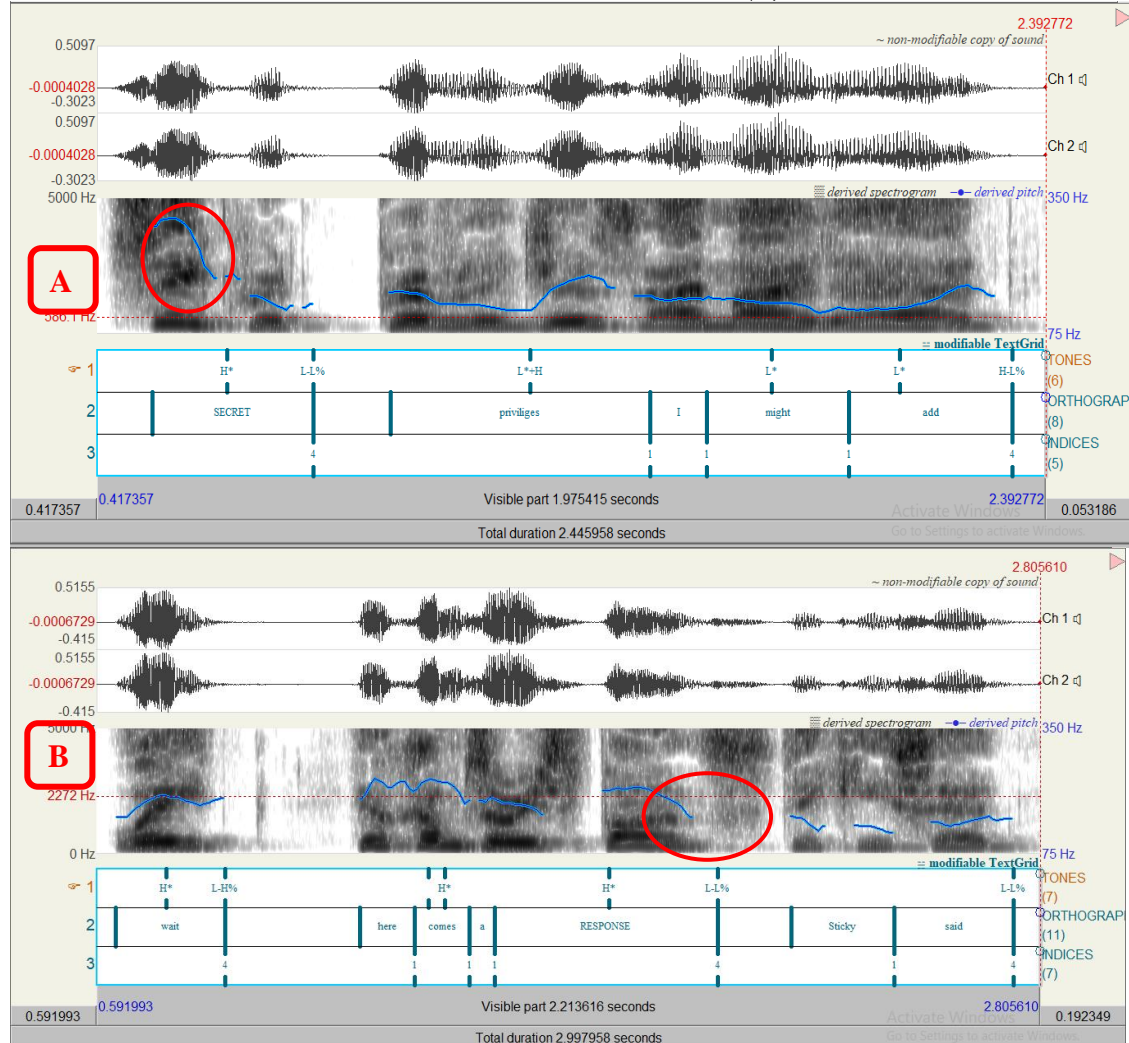 2.392772
~ non-modifiable copy of sound
0.5097
-0.0004028
-0.3023
Ch 1
0.5097
-0.0004028
-0.3023
Ch 2
derived spectrogram derived pitch
5000 Hz 350 Hz
A
586.1 Hz
75 Hz
modifiable TextGrid
1 H* L-L% L*+H L* L* H-L% TONES (6)
2 SECRET priviliges I might add ORTHOGRAP (8)
3 4 1 1 1 4 INDICES (5)
0.417357 Visible part 1.975415 seconds 2.392772
0.417357 0.053186
Activate Windows
Go to Settings to activate Windows.
Total duration 2.445958 seconds
2.805610
~ non-modifiable copy of sound
0.5155
-0.0006729
-0.415
Ch 1
0.5155
-0.0006729
-0.415
Ch 2
derived spectrogram derived pitch
5000 Hz 350 Hz
B
2272 Hz
0 Hz 75 Hz
modifiable TextGrid
1 H* L-H% H* H* L-L% L-L% TONES (7)
2 wait here comes a RESPONSE Sticky said ORTHOGRAP (11)
3 4 1 1 1 4 1 4 INDICES (7)
0.591993 Visible part 2.213616 seconds 2.805610
0.591993 0.192349
Activate Windows
Go to Settings to activate Windows.
Total duration 2.997958 seconds